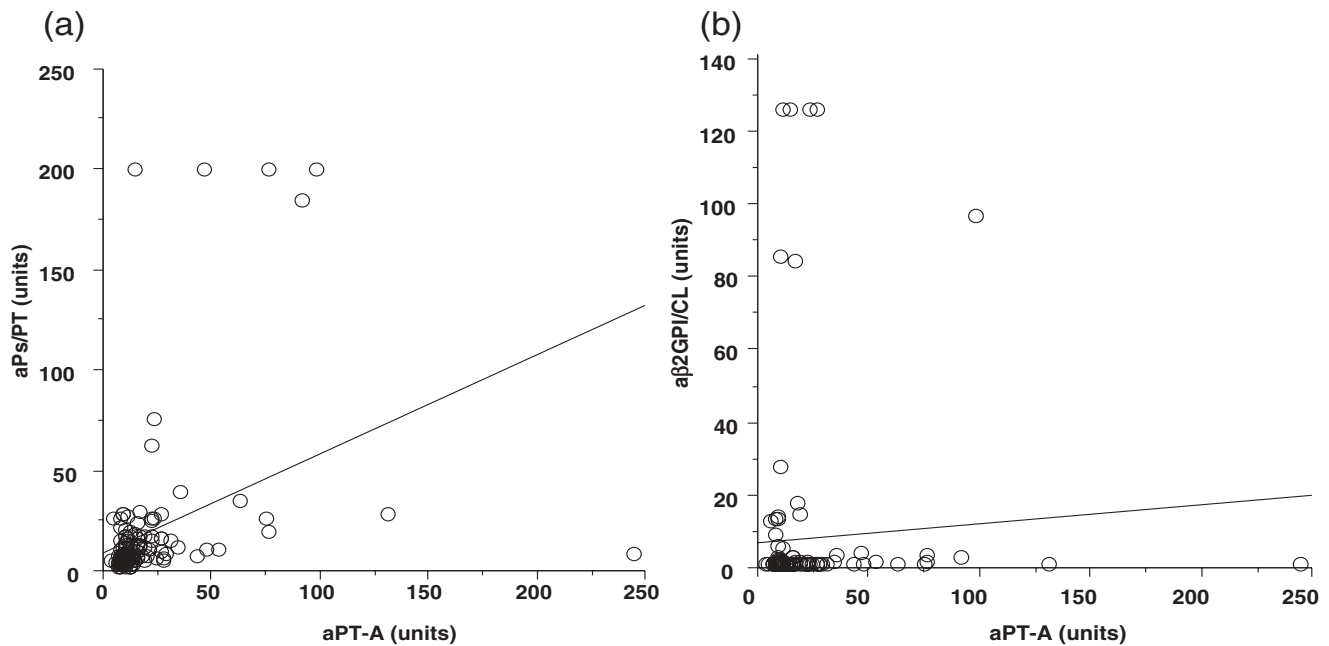 (a)
250
200
150
100
50
0
aPs/PT (units)
0 50 100 150 200 250
aPT-A (units)
(b)
140
120
100
80
60
40
20
0
aβ2GPI/CL (units)
0 50 100 150 200 250
aPT-A (units)